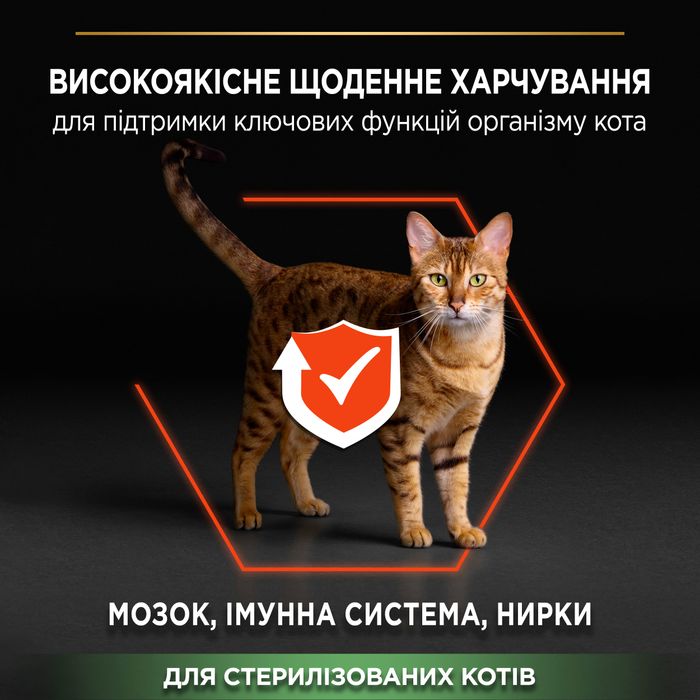 ВИСОКОЯКІСНЕ ЩОДЕННЕ ХАРЧУВАННЯ
для підтримки ключових функцій організму кота
МОЗОК, ІМУННА СИСТЕМА, НИРКИ
ДЛЯ СТЕРИЛІЗОВАНИХ КОТІВ